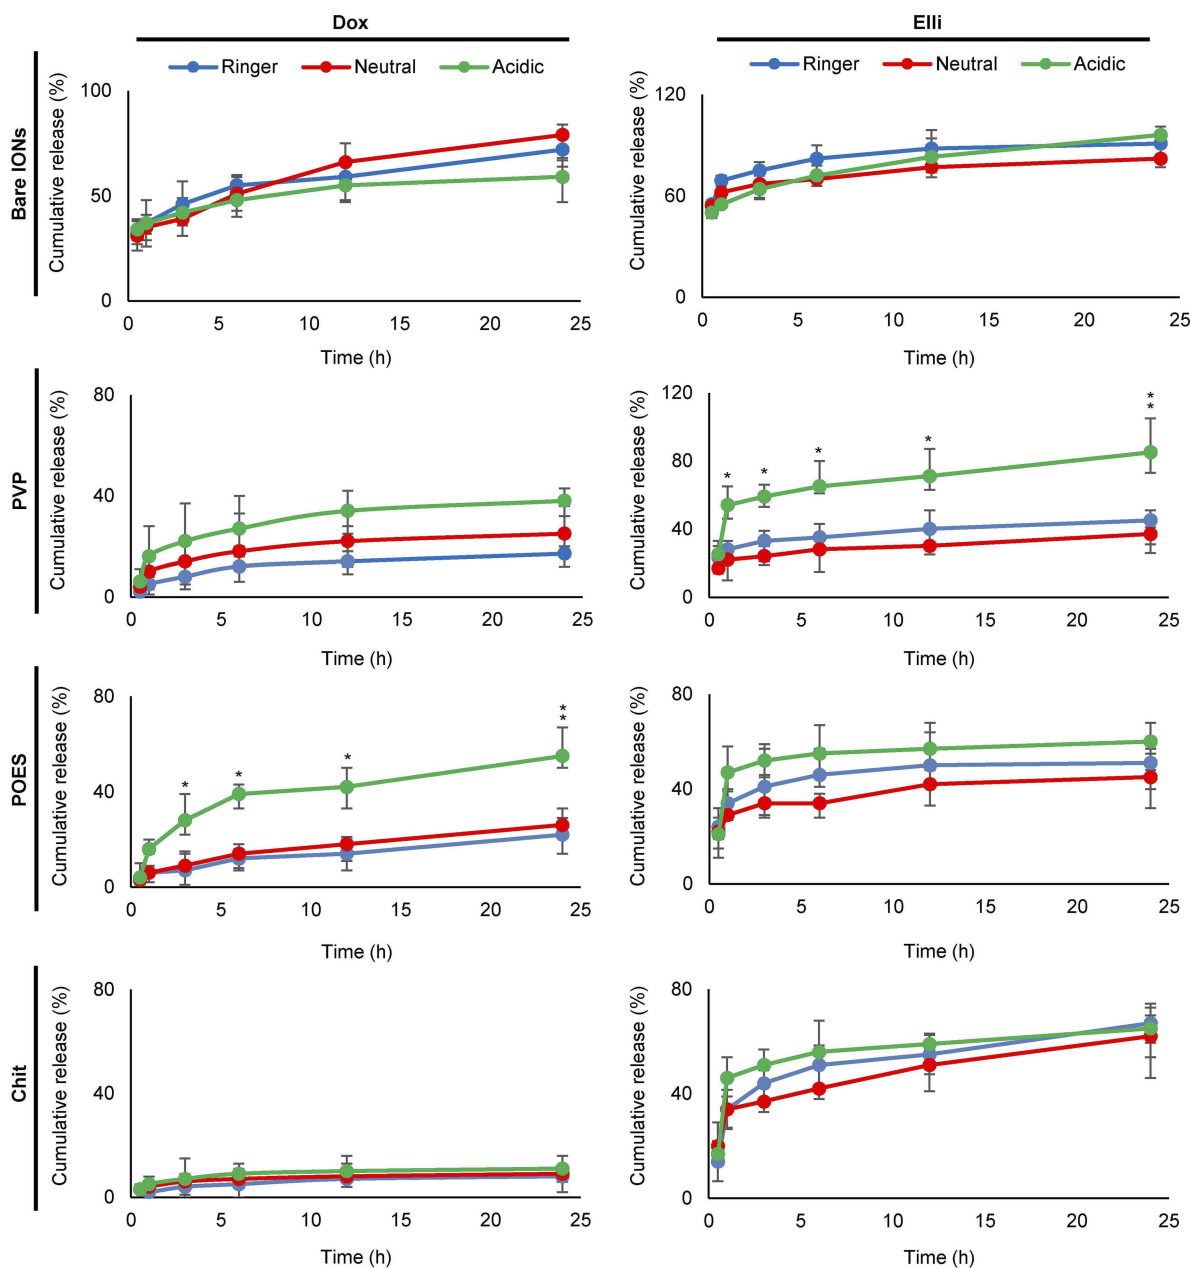 Dox
Elli
Ringer Neutral Acidic
Ringer Neutral Acidic
Bare IONs
Cumulative release (%)
100
50
0
0 5 10 15 20 25
Time (h)
Cumulative release (%)
120
60
0
0 5 10 15 20 25
Time (h)
PVP
Cumulative release (%)
80
40
0
0 5 10 15 20 25
Time (h)
Cumulative release (%)
120
80
40
0
* * * * * *
0 5 10 15 20 25
Time (h)
POES
Cumulative release (%)
80
40
0
* * * * *
0 5 10 15 20 25
Time (h)
Cumulative release (%)
80
40
0
0 5 10 15 20 25
Time (h)
Chit
Cumulative release (%)
80
40
0
0 5 10 15 20 25
Time (h)
Cumulative release (%)
80
40
0
0 5 10 15 20 25
Time (h)